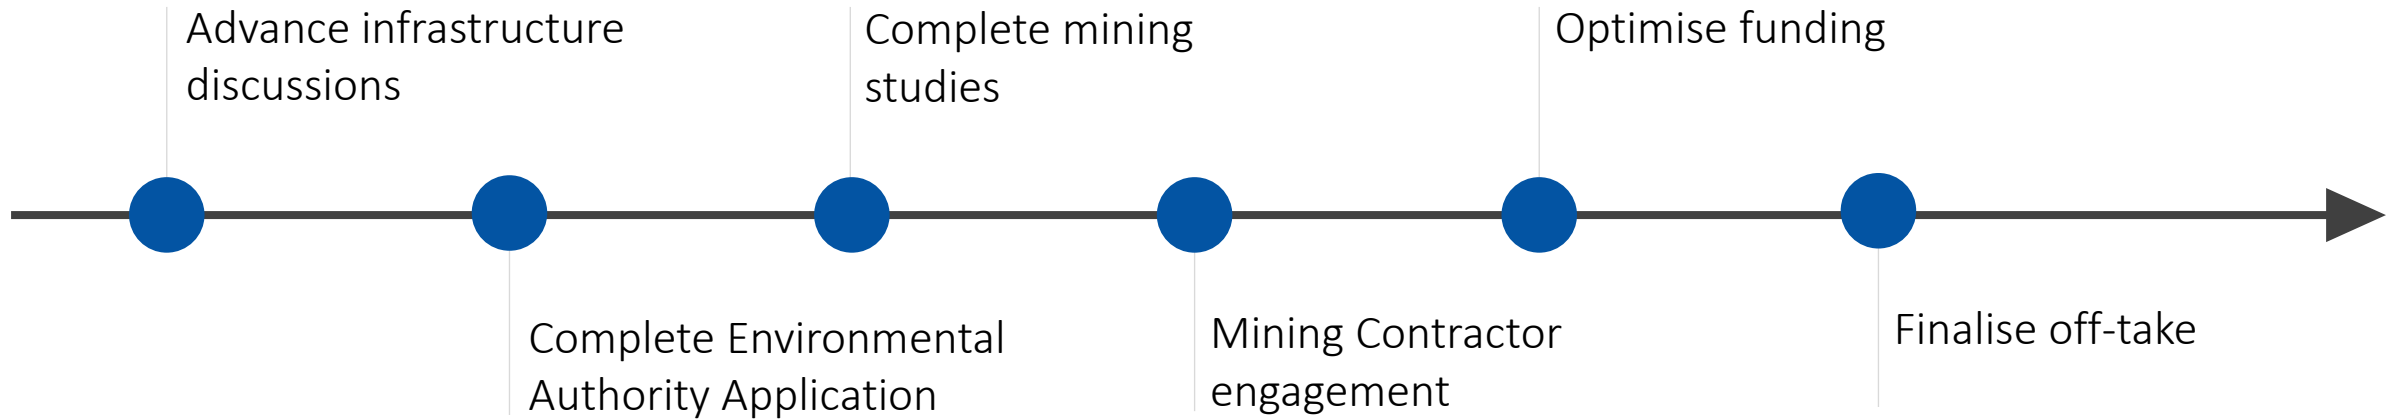 Advance infrastructure
discussions
Complete Environmental
Authority Application
Complete mining
studies
Mining Contractor
engagement
Optimise funding
Finalise off-take